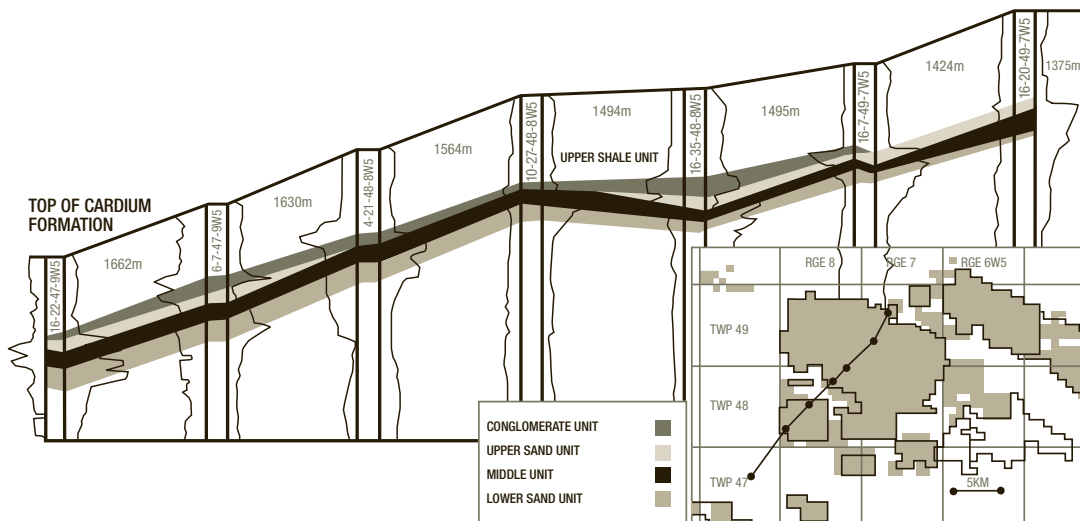 TOP OF CARDIUM
FORMATION
16-22-47-9W5
1662m
6-7-47-9W5
1630m
4-21-48-8W5
1564m
10-27-48-8W5
1494m
UPPER SHALE UNIT
16-35-48-8W5
1495m
16-7-49-7W5
1424m
16-20-49-7W5
1375m
CONGLOMERATE UNIT
UPPER SAND UNIT
MIDDLE UNIT
LOWER SAND UNIT
RGE 8
RGE 7
RGE 6W5
TWP 49
TWP 48
TWP 47
5KM